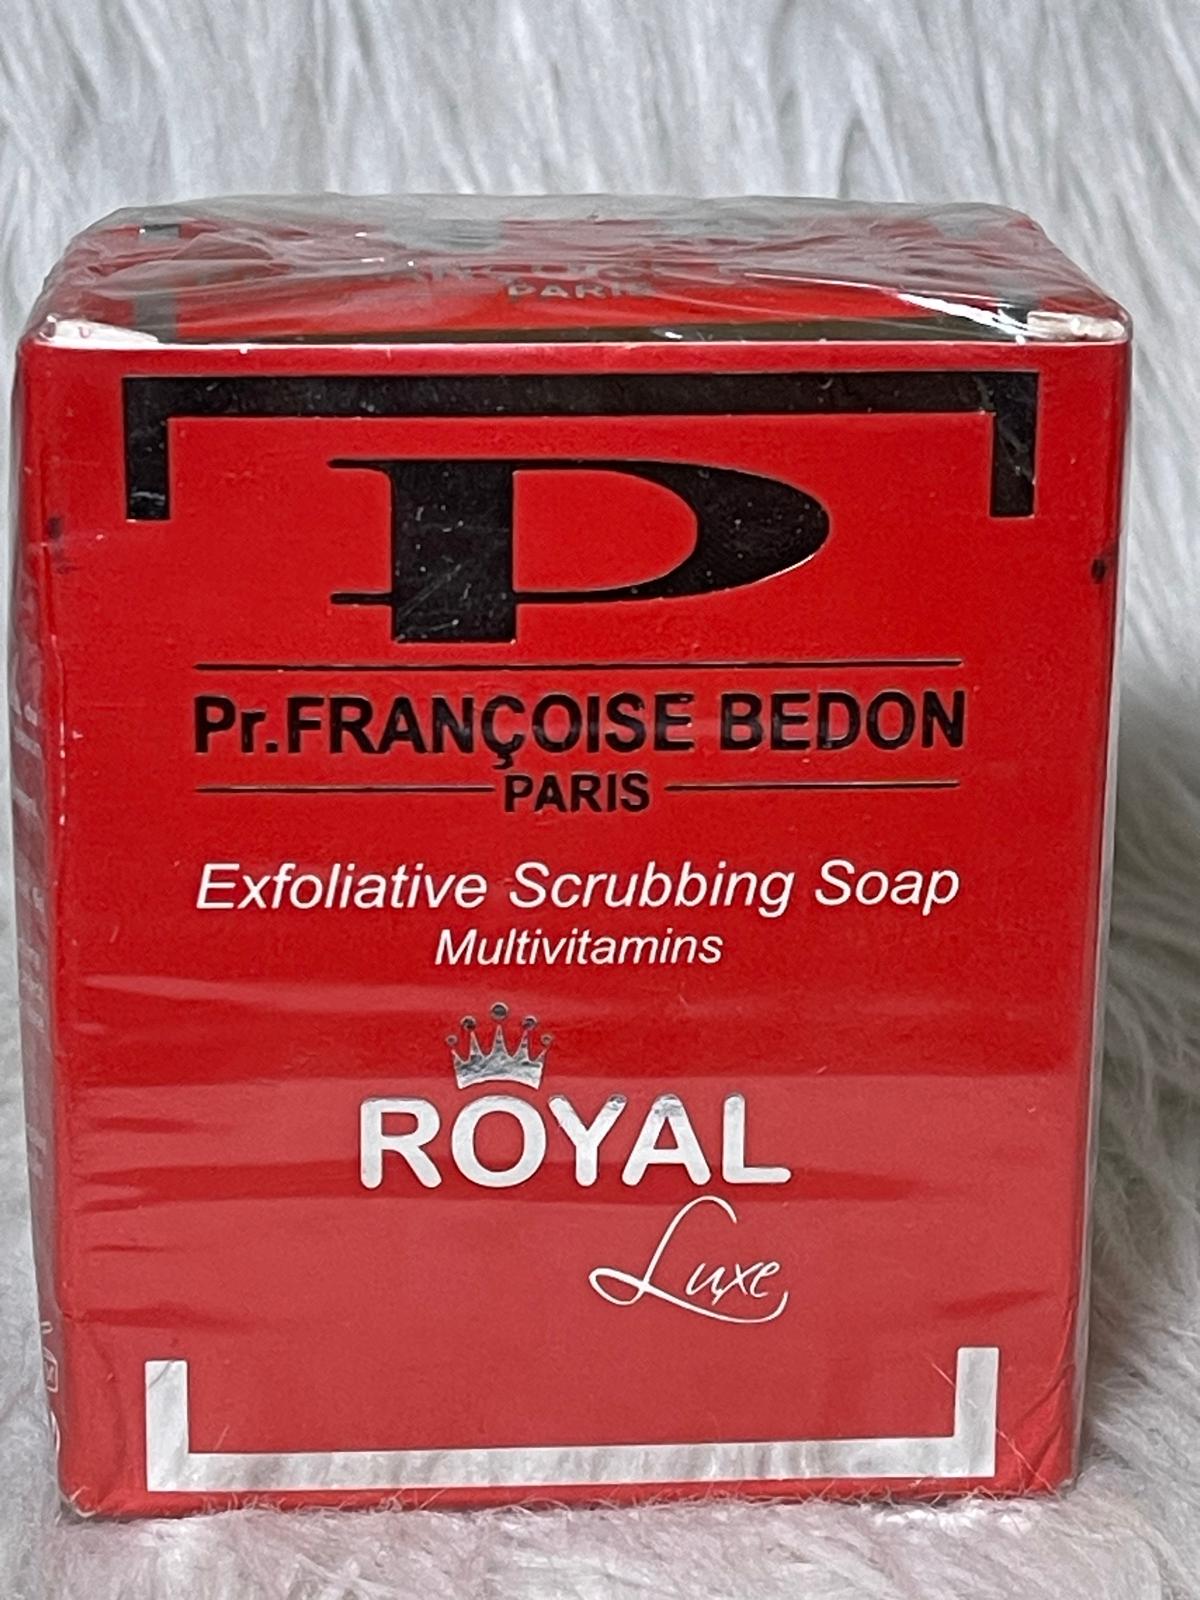 PARIS
P
Pr.FRANÇOISE BEDON
PARIS
Exfoliative Scrubbing Soap
Multivitamins
ROYAL
Luxe